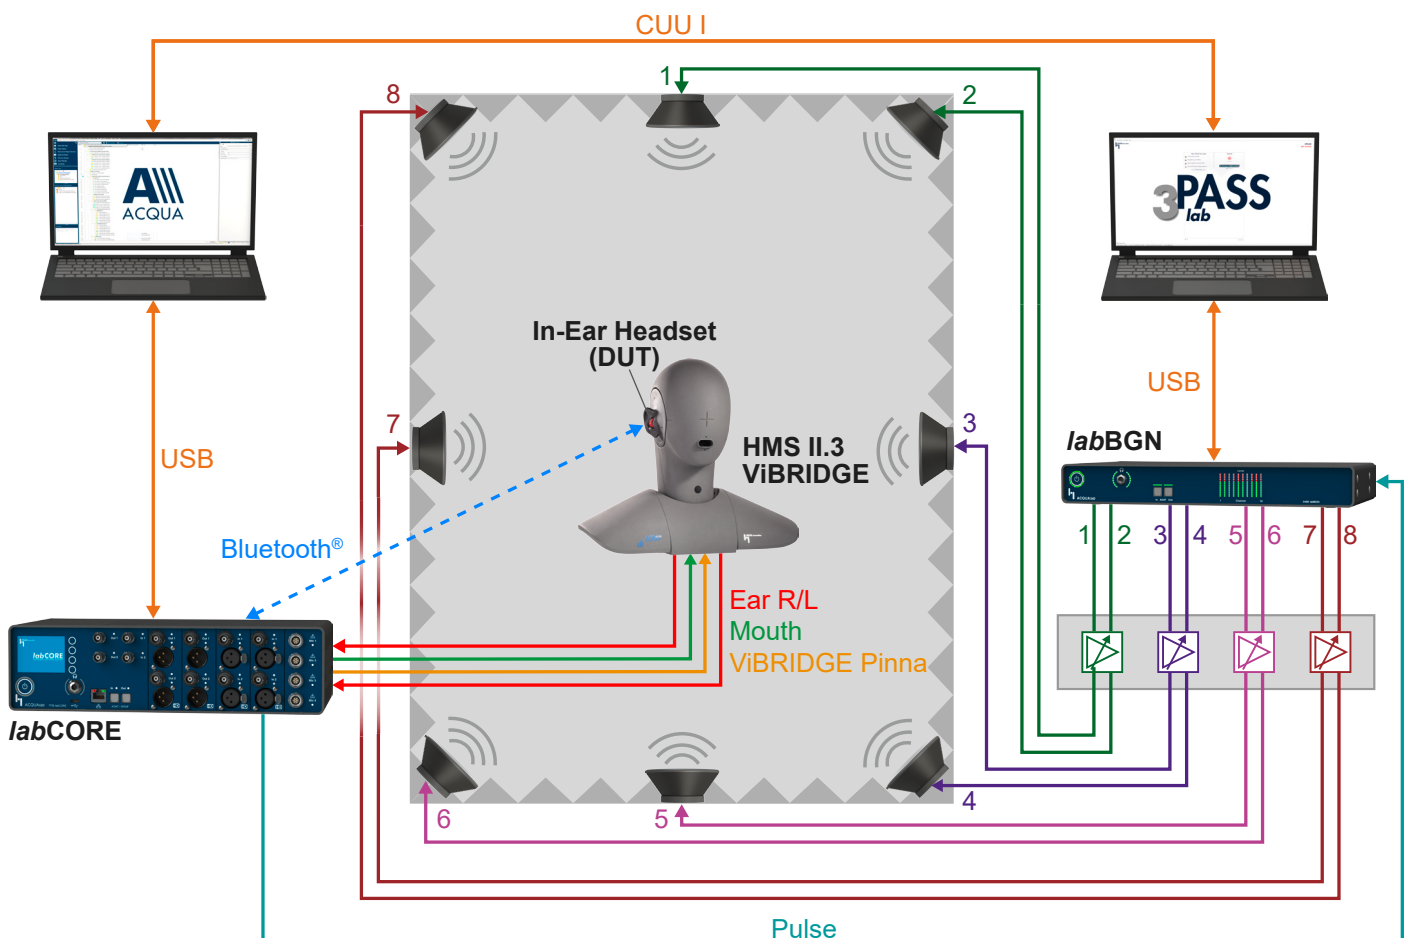 CUU I
1
8
2
ACQUA
3PASS
lab
In-Ear Headset
(DUT)
7
3
USB
USB
HMS II.3
ViBRIDGE
labBGN
Bluetooth®
1 2 3 4 5 6 7 8
Ear R/L
Mouth
ViBRIDGE Pinna
labCORE
labCORE
6
5
4
Pulse